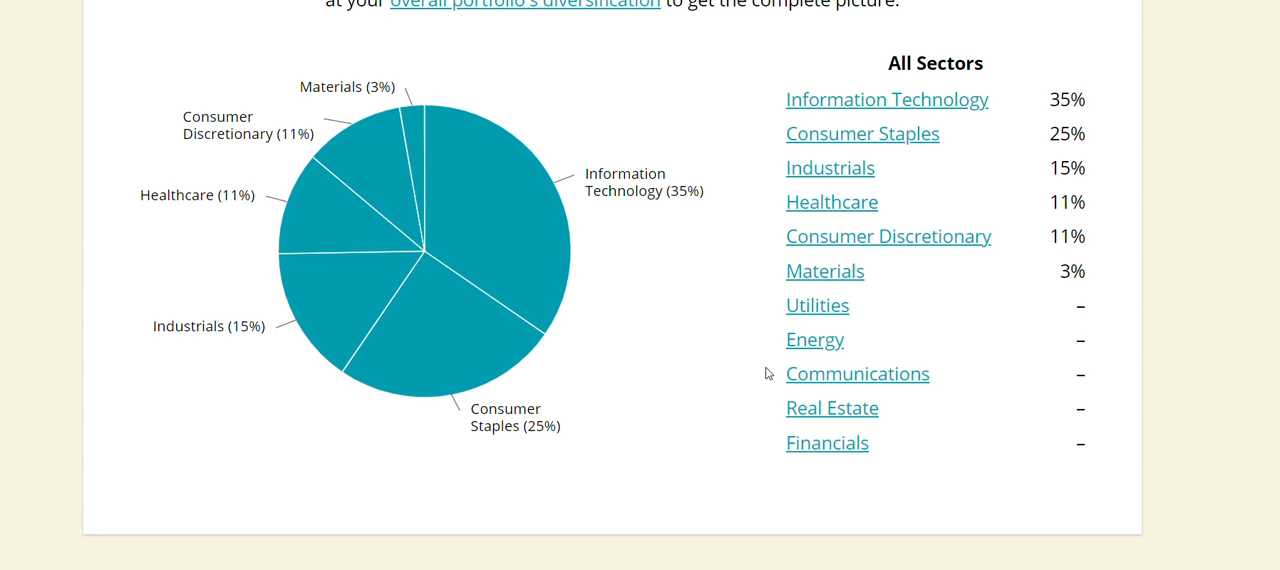 at your overall portfolio's diversification to get the complete picture.
Materials (3%)
Consumer
Discretionary (11%)
Healthcare (11%)
Industrials (15%)
Information
Technology (35%)
Consumer
Staples (25%)
All Sectors
Information Technology 35%
Consumer Staples 25%
Industrials 15%
Healthcare 11%
Consumer Discretionary 11%
Materials 3%
Utilities –
Energy –
Communications –
Real Estate –
Financials –